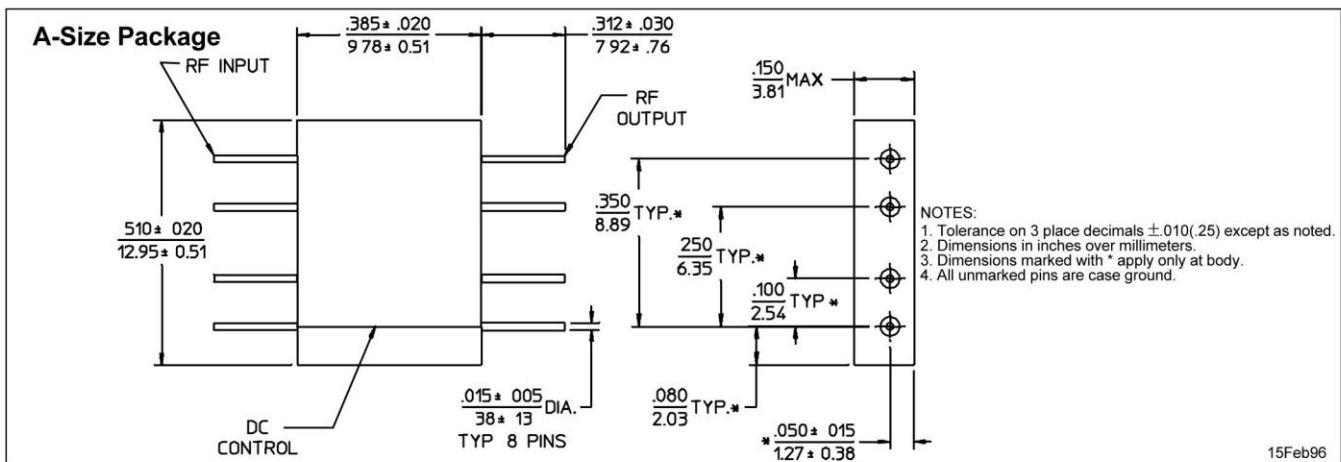 A-Size Package
.385± .020
9 78± 0.51
.312± .030
7 92± .76
RF INPUT
RF
OUTPUT
.150
3.81 MAX
510± 020
12.95± 0.51
.350
8.89 TYP.*
.250
6.35 TYP.*
.100
2.54 TYP *
.080
2.03 TYP.*
.015± 005
38± 13 DIA.
TYP 8 PINS
DC
CONTROL
* .050± 015
1.27± 0.38
NOTES:
1. Tolerance on 3 place decimals ±.010(.25) except as noted.
2. Dimensions in inches over millimeters.
3. Dimensions marked with * apply only at body.
4. All unmarked pins are case ground.
15Feb96